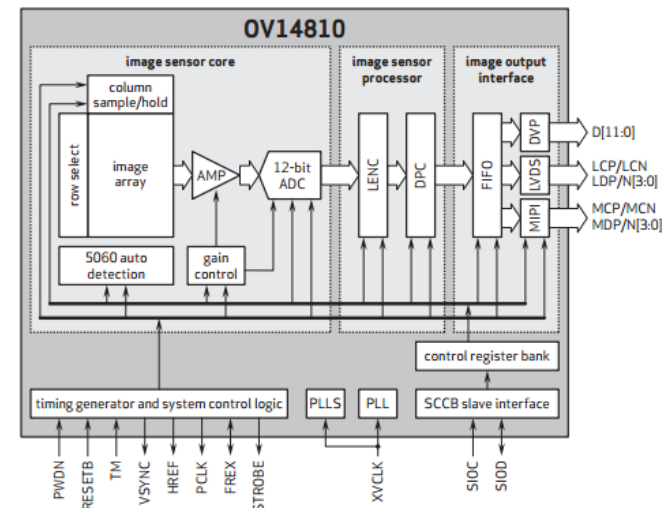 OV14810
image sensor core
image sensor
processor
image output
interface
column
sample/hold
row select
image
array
AMP
12-bit
ADC
LENC
DPC
FIFO
DVP
LVDS
MIPI
D[11:0]
LCP/LCN
LDP/N[3:0]
MCP/MCN
MDP/N[3:0]
5060 auto
detection
gain
control
control register bank
timing generator and system control logic
PLLS
PLL
SCCB slave interface
PWDN
RESETB
TM
VSYNC
HREF
PCLK
FREX
STROBE
XVCLK
SIOC
SIOD